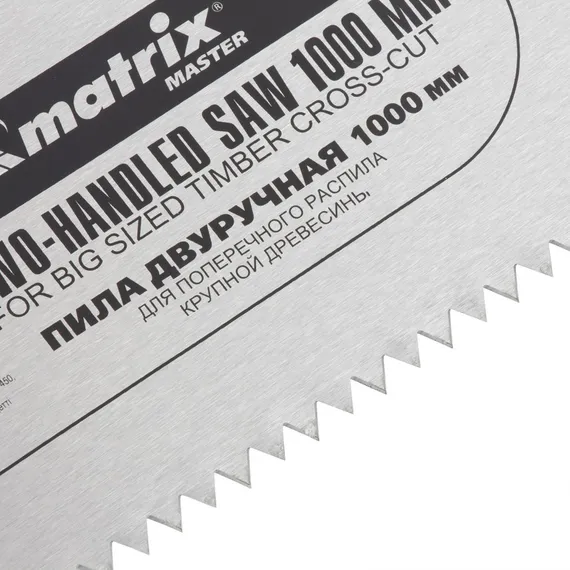 matrix®
MASTER
WO-HANDLED SAW 1000 MM
FOR BIG SIZED TIMBER CROSS-CUT
ПИЛА ДВУРУЧНАЯ 1000 мм
ДЛЯ ПОПЕРЕЧНОГО РАСПИЛА
КРУПНОЙ ДРЕВЕСИНЫ.
450,